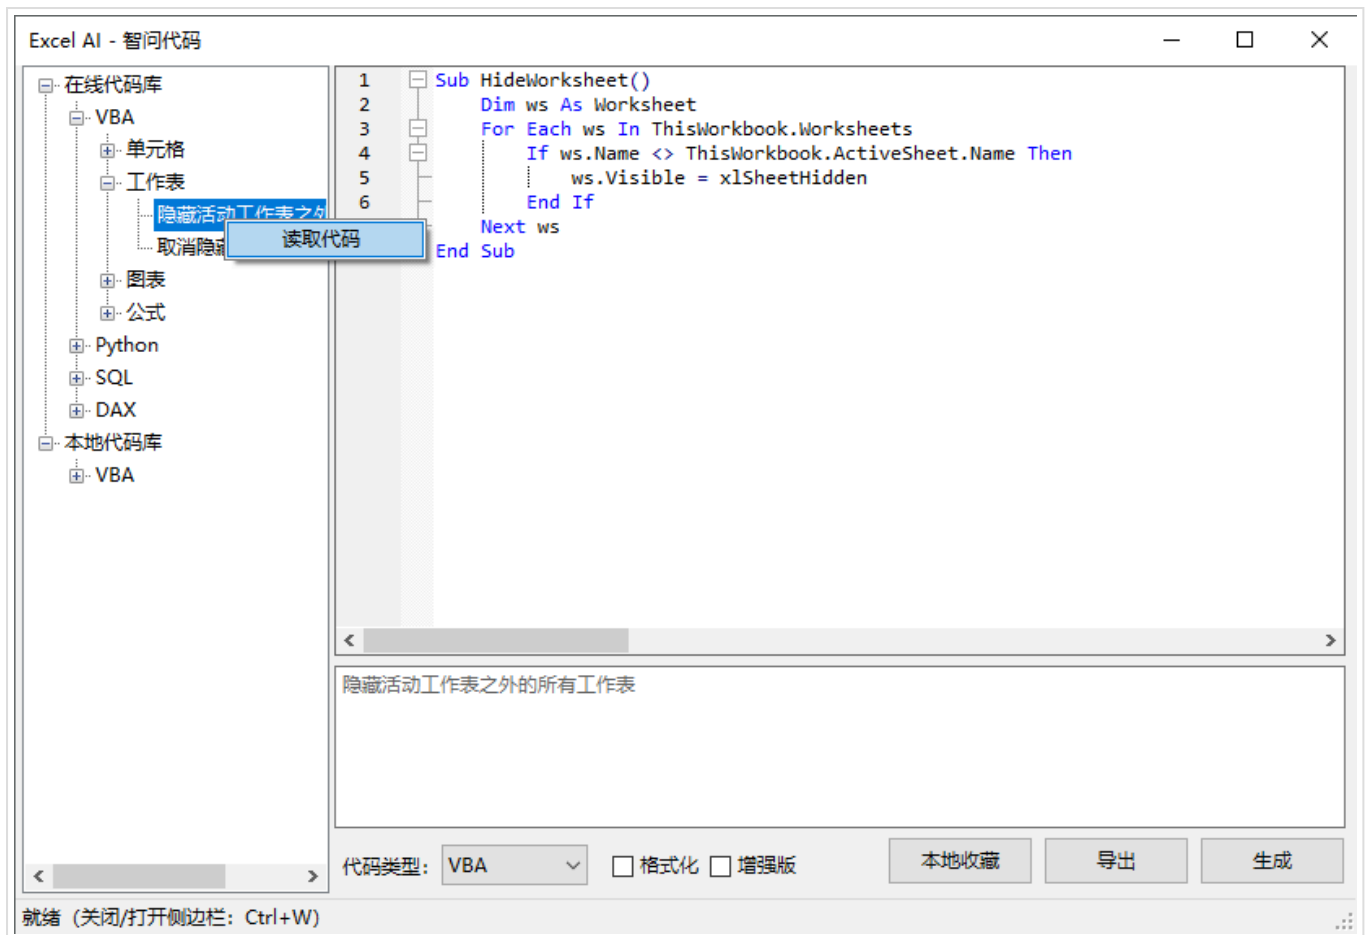 Excel AI - 智问代码
在线代码库
VBA
单元格
工作表
隐藏活动工作表之外
取消隐
读取代码
图表
公式
Python
SQL
DAX
本地代码库
VBA
1 Sub HideWorksheet()
2 Dim ws As Worksheet
3 For Each ws In ThisWorkbook.Worksheets
4 If ws.Name <> ThisWorkbook.ActiveSheet.Name Then
5 ws.Visible = xlSheetHidden
6 End If
Next ws
End Sub
隐藏活动工作表之外的所有工作表
代码类型: VBA 格式化 增强版 本地收藏 导出 生成
就绪 (关闭/打开侧边栏: Ctrl+W)